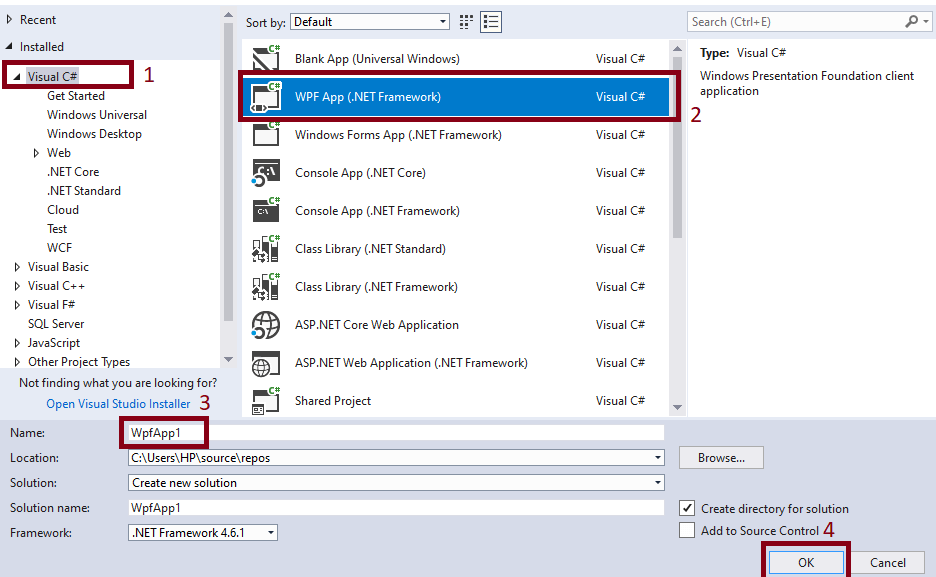 Recent
Installed
Visual C#
1
Get Started
Windows Universal
Windows Desktop
Web
.NET Core
.NET Standard
Cloud
Test
WCF
Visual Basic
Visual C++
Visual F#
SQL Server
JavaScript
Other Project Types
Not finding what you are looking for?
Open Visual Studio Installer
3
Sort by: Default
Blank App (Universal Windows) Visual C#
WPF App (.NET Framework) Visual C#
2
Windows Forms App (.NET Framework) Visual C#
Console App (.NET Core) Visual C#
Console App (.NET Framework) Visual C#
Class Library (.NET Standard) Visual C#
Class Library (.NET Framework) Visual C#
ASP.NET Core Web Application Visual C#
ASP.NET Web Application (.NET Framework) Visual C#
Shared Project Visual C#
Search (Ctrl+E)
Type: Visual C#
Windows Presentation Foundation client
application
Name: WpfApp1
Location: C:\Users\HP\source\repos
Browse...
Solution: Create new solution
Solution name: WpfApp1
Create directory for solution
Framework: .NET Framework 4.6.1
Add to Source Control
4
OK
Cancel